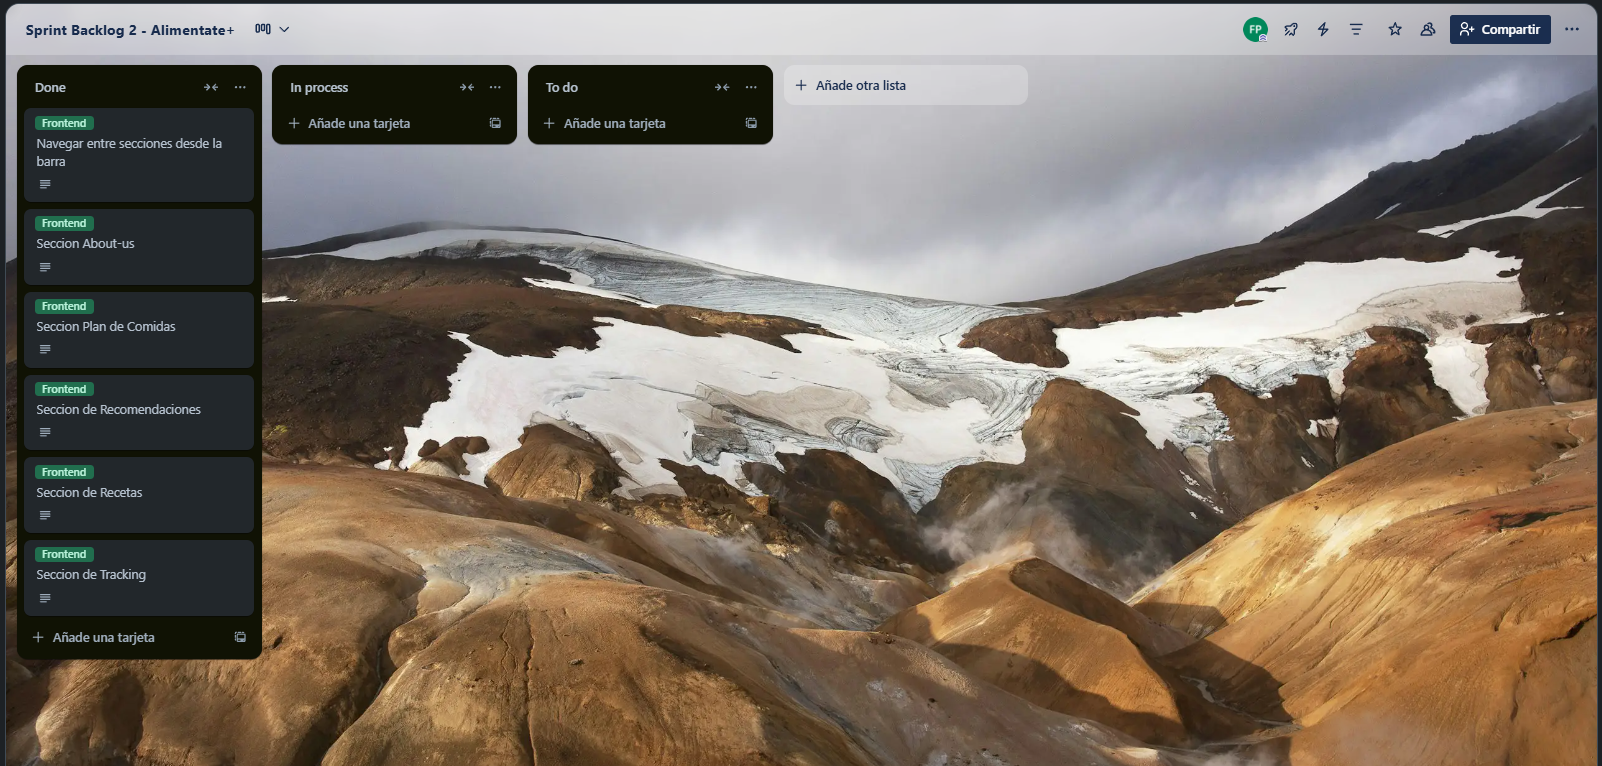 Sprint Backlog 2 - Alimentate+
FP
Compartir
Done
Frontend
Navegar entre secciones desde la
barra
Frontend
Seccion About-us
Frontend
Seccion Plan de Comidas
Frontend
Seccion de Recomendaciones
Frontend
Seccion de Recetas
Frontend
Seccion de Tracking
Añade una tarjeta
In process
Añade una tarjeta
To do
Añade una tarjeta
Añade otra lista